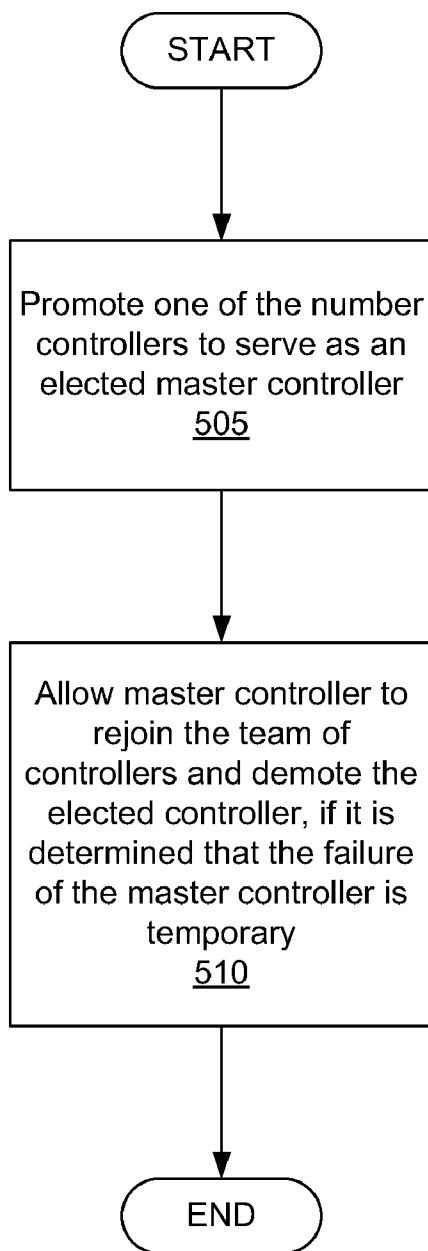 START
Promote one of the number
controllers to serve as an
elected master controller
505
Allow master controller to
rejoin the team of
controllers and demote the
elected controller, if it is
determined that the failure
of the master controller is
temporary
510
END